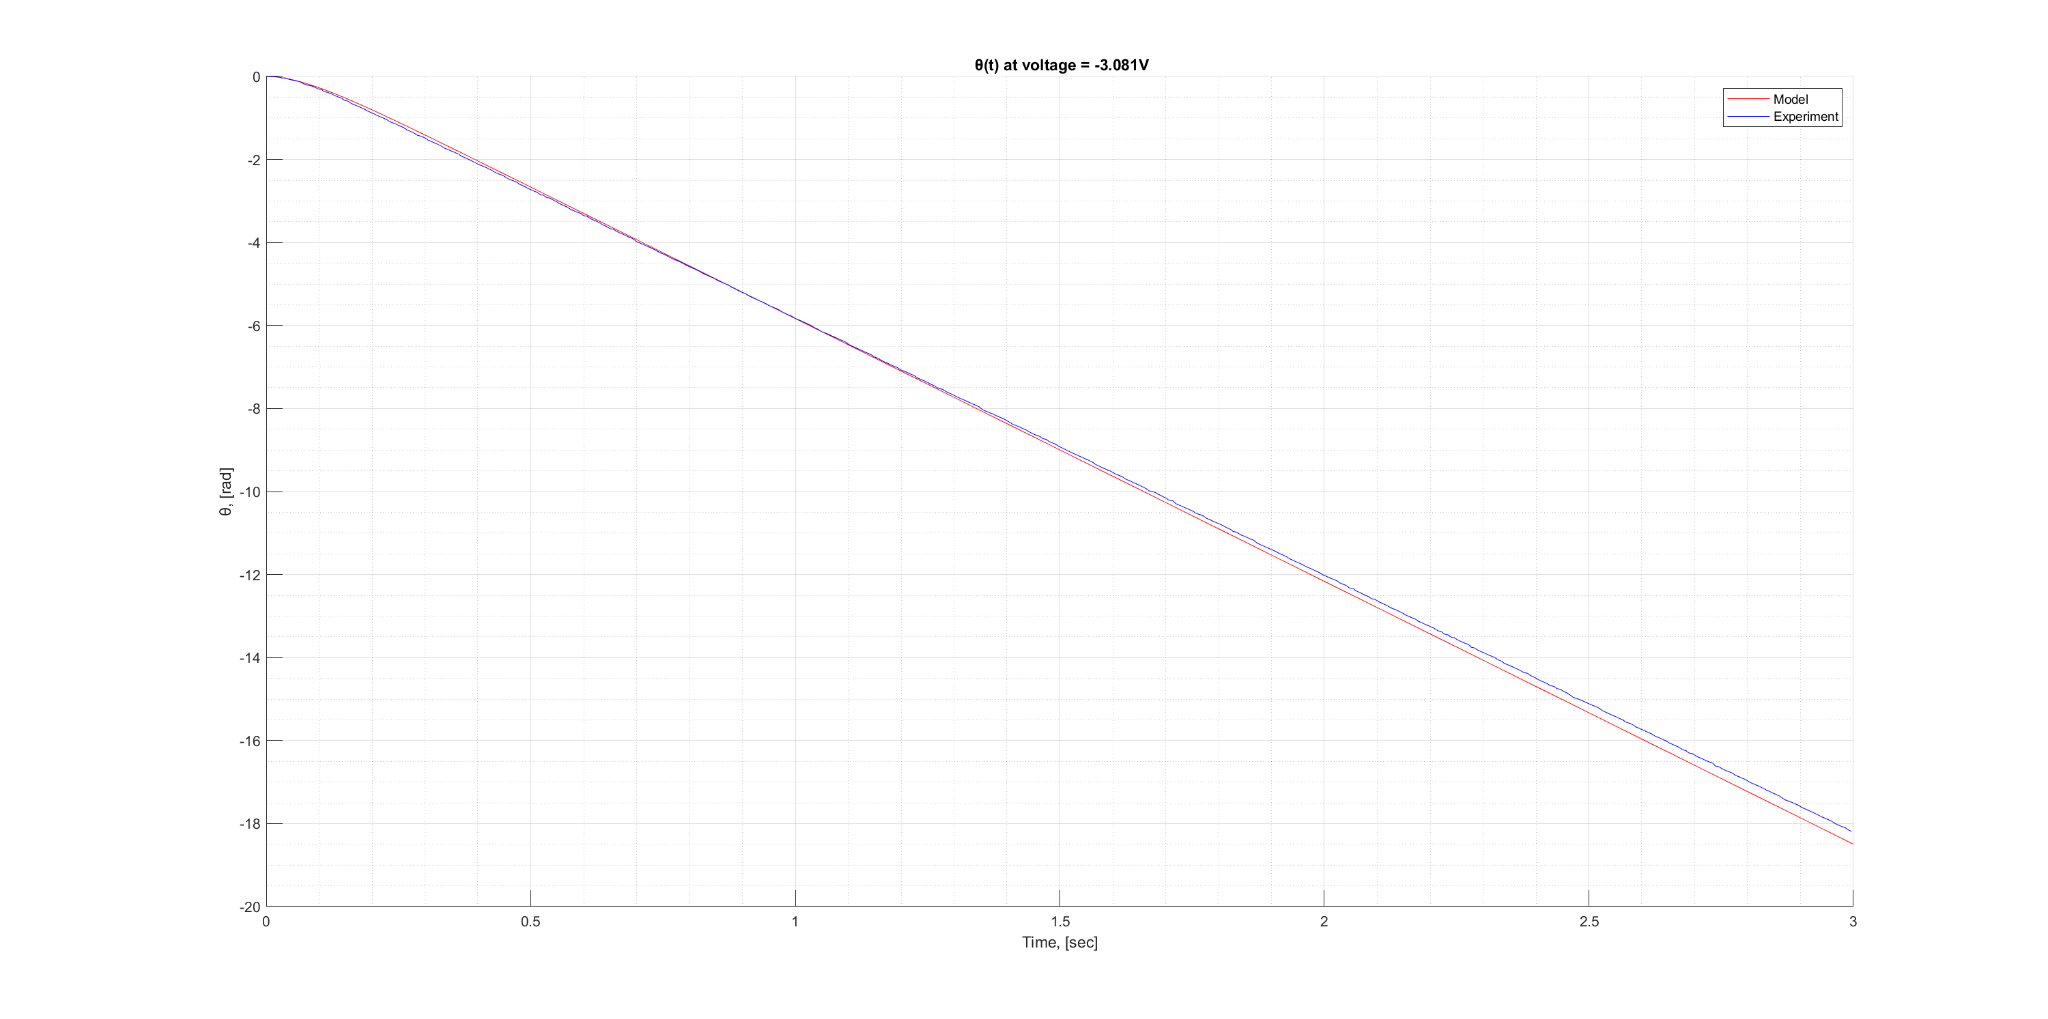 θ(t) at voltage = -3.081V
Model
Experiment
0
-2
-4
-6
-8
-10
-12
-14
-16
-18
-20
θ, [rad]
0 0.5 1 1.5 2 2.5 3
Time, [sec]